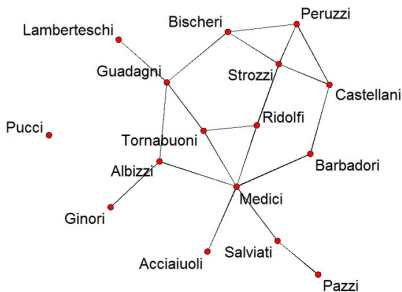 Peruzzi
Bischeri
Lamberteschi
Strozzi
Guadagni
Castellani
Ridolfi
Pucci
Tornabuoni
Barbadori
Albizzi
Medici
Ginori
Salviati
Acciaiuoli
Pazzi